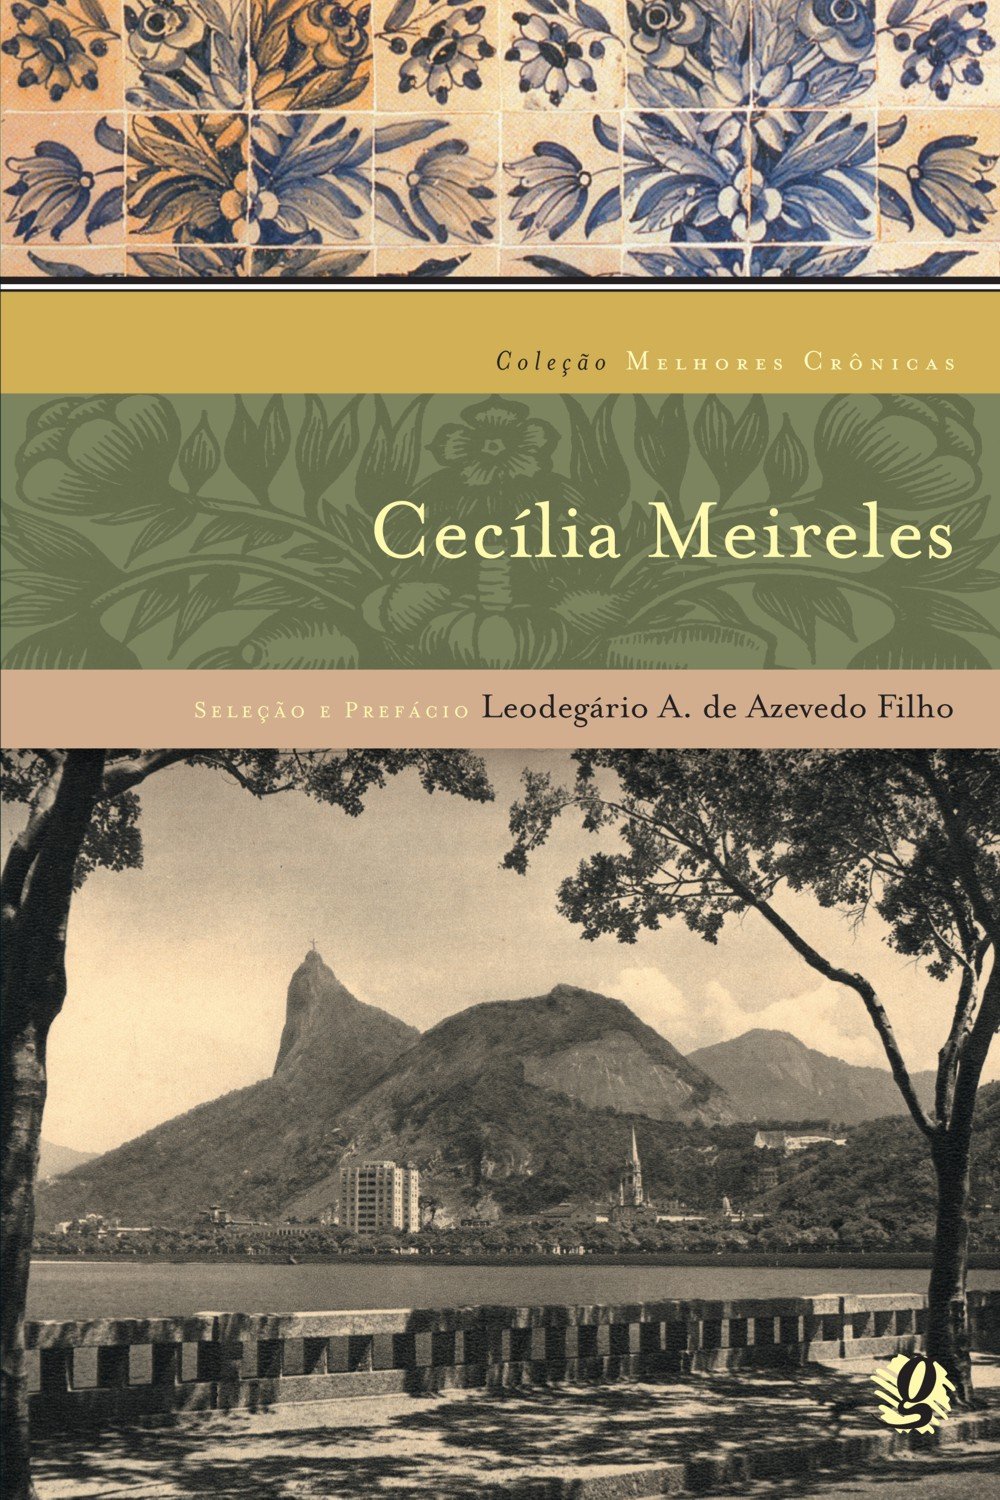 Coleção Melhores Crônicas
Cecília Meireles
Seleção e Prefácio Leodegário A. de Azevedo Filho
g